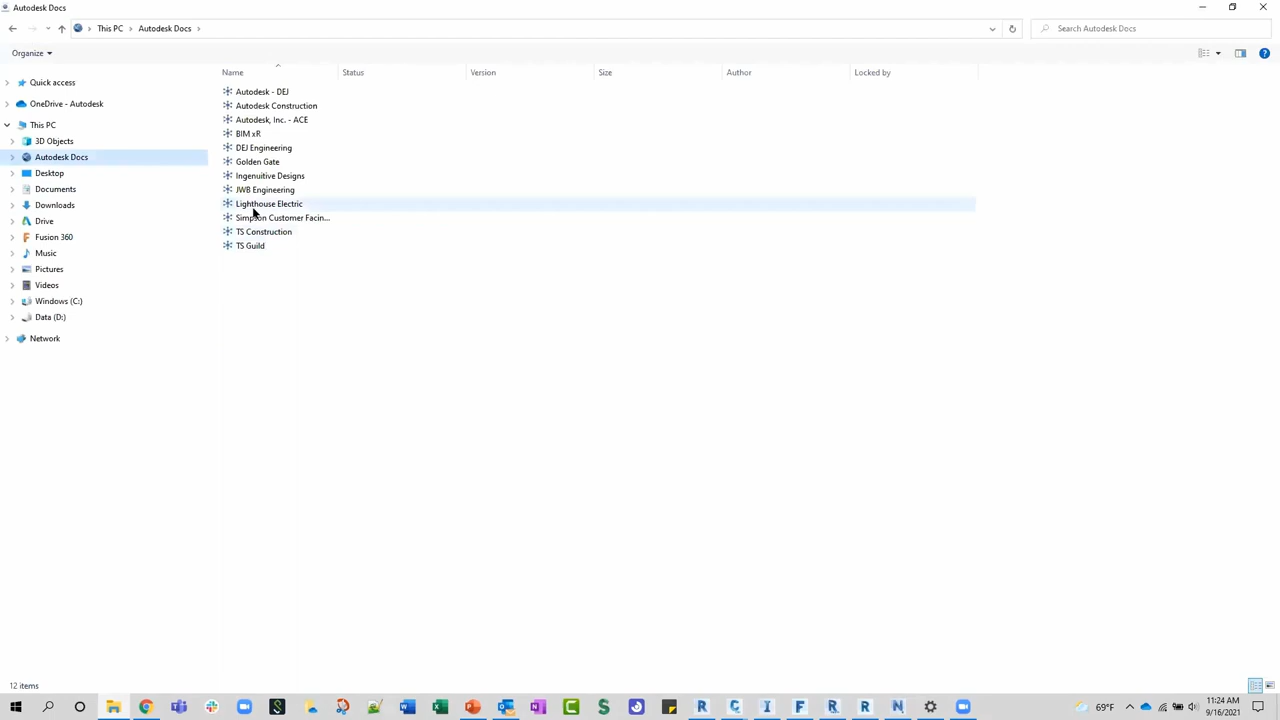 Autodesk Docs
This PC > Autodesk Docs >
Search Autodesk Docs
Organize
Name
Status
Version
Size
Author
Locked by
Quick access
OneDrive - Autodesk
This PC
3D Objects
Autodesk Docs
Desktop
Documents
Downloads
Drive
Fusion 360
Music
Pictures
Videos
Windows (C:)
Data (D:)
Network
Autodesk - DEJ
Autodesk Construction
Autodesk, Inc. - ACE
BIM xR
DEJ Engineering
Golden Gate
Ingenuitive Designs
JWB Engineering
Lighthouse Electric
Simpson Customer Facin...
TS Construction
TS Guild
12 items
69°F
11:24 AM
9/16/2021